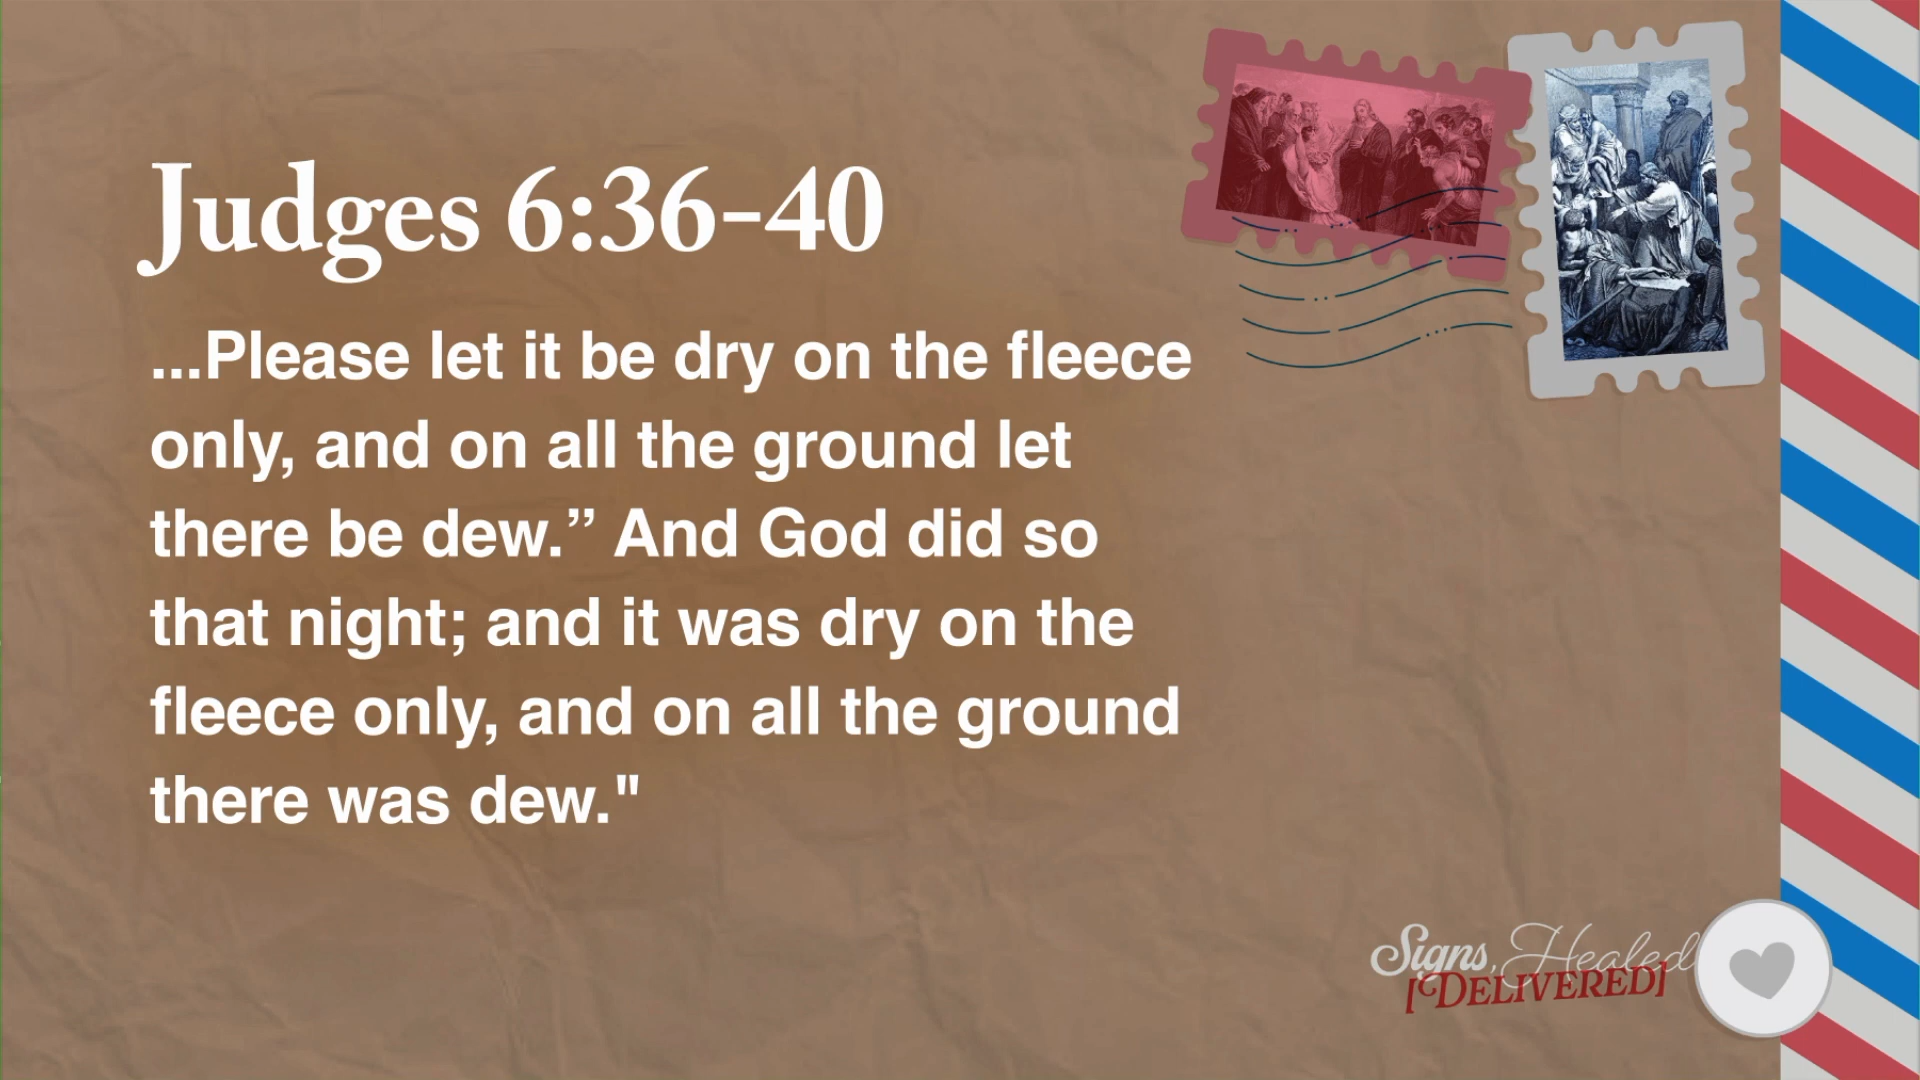 Judges 6:36-40
...Please let it be dry on the fleece
only, and on all the ground let
there be dew.” And God did so
that night; and it was dry on the
fleece only, and on all the ground
there was dew."
Signs, Healed
[DELIVERED]